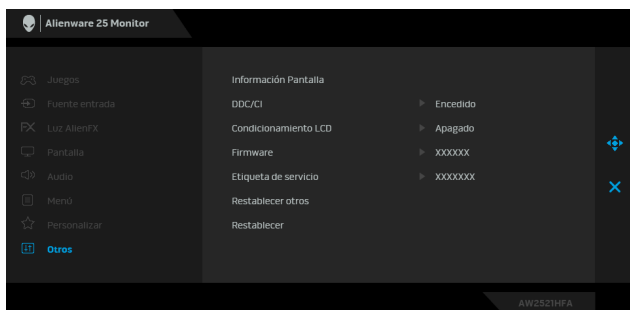 Alienware 25 Monitor
Juegos
Fuente entrada
Luz AlienFX
Pantalla
Audio
Menú
Personalizar
Otros
Información Pantalla
DDC/CI Encedido
Condicionamiento LCD Apagado
Firmware XXXXXX
Etiqueta de servicio XXXXXXX
Restablecer otros
Restablecer
AW2521HFA